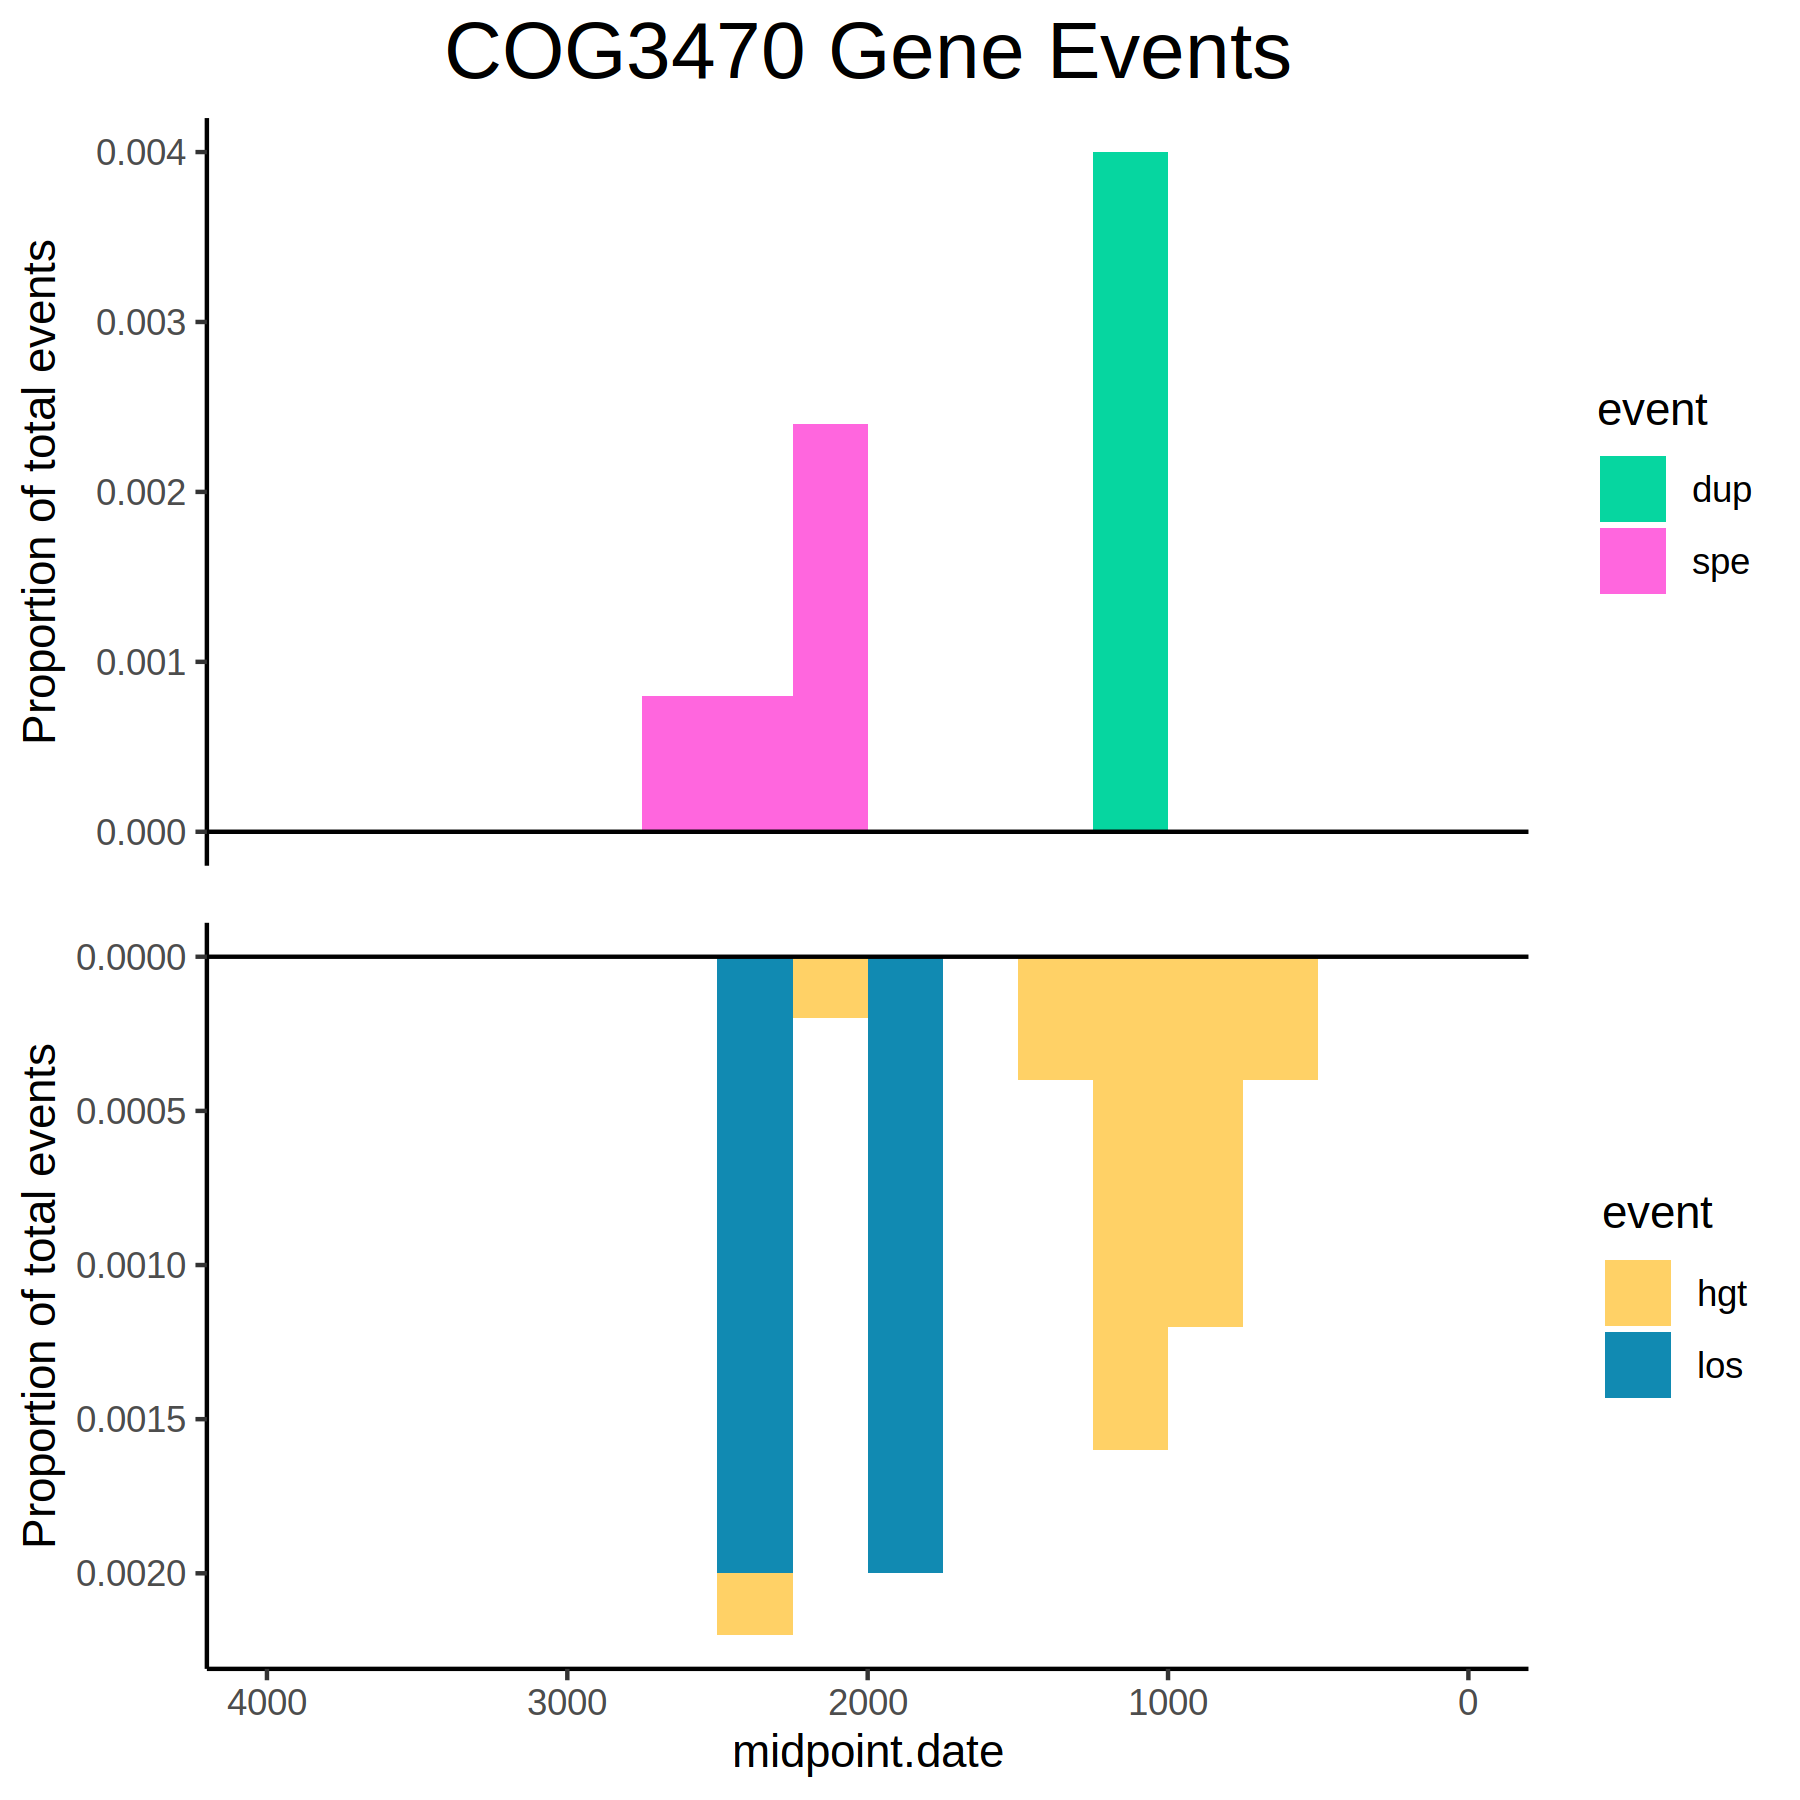 COG3470 Gene Events
Proportion of total events
0.004
0.003
0.002
0.001
0.000
event
dup
spe
Proportion of total events
0.0000
0.0005
0.0010
0.0015
0.0020
event
hgt
los
4000 3000 2000 1000 0
midpoint.date